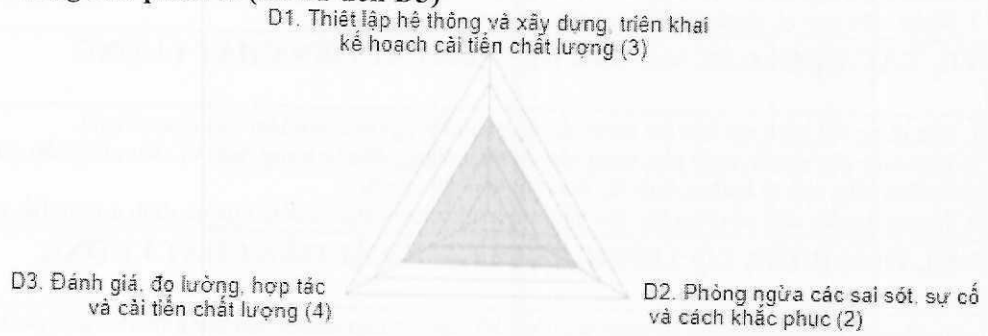 D1. Thiết lập hệ thống và xây dựng, triển khai
kế hoạch cải tiến chất lượng (3)
D3. Đánh giá, đo lường, hợp tác
và cải tiến chất lượng (4)
D2. Phòng ngừa các sai sót, sự cố
và cách khắc phục (2)